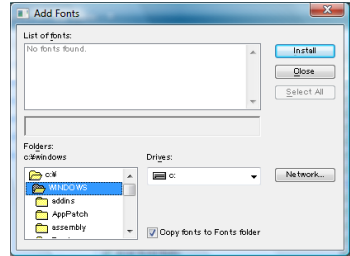 Add Fonts
List of fonts:
No fonts found.
Install
Close
Select All
Folders:
c:¥windows
Drives:
c:¥
WINDOWS
addins
AppPatch
assembly
c:
Network...
Copy fonts to Fonts folder